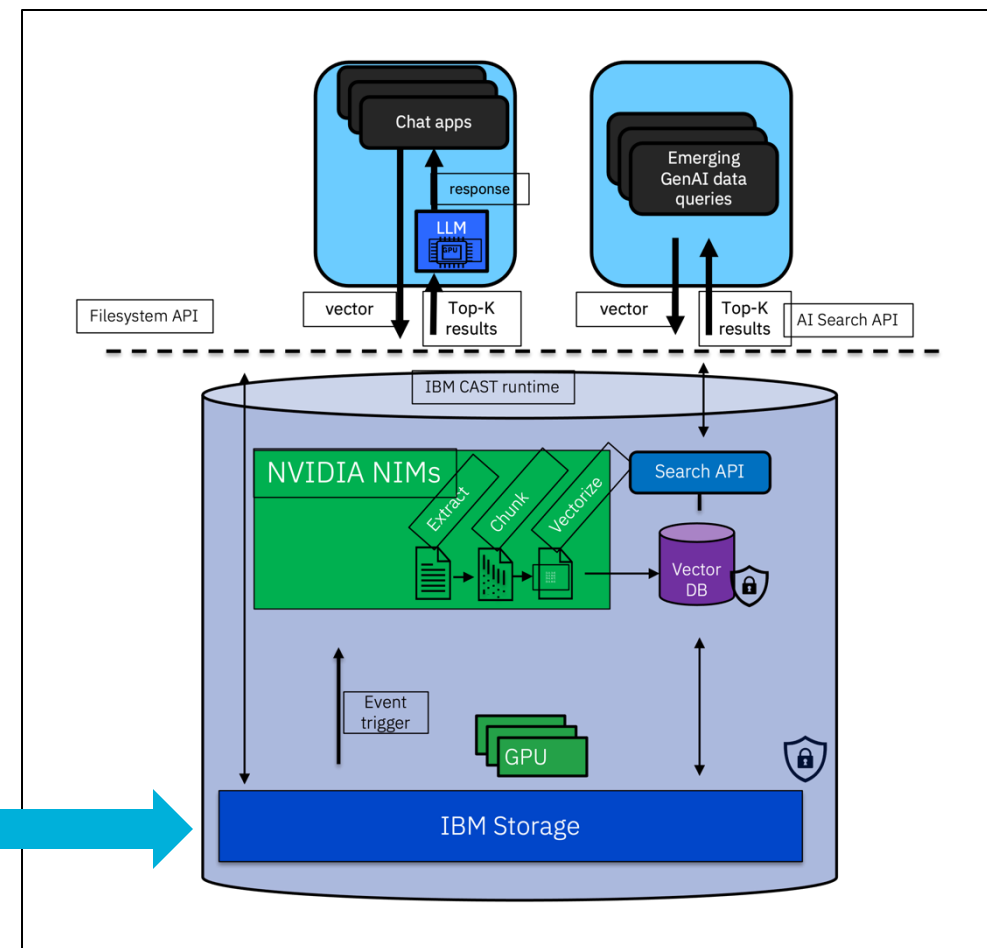 Chat apps
response
LLM
GPU
vector
Top-K
results
Emerging
GenAI data
queries
vector
Top-K
results
Filesystem API
AI Search API
IBM CAST runtime
NVIDIA NIMs
Extract
Chunk
Vectorize
Search API
Vector
DB
Event
trigger
GPU
IBM Storage